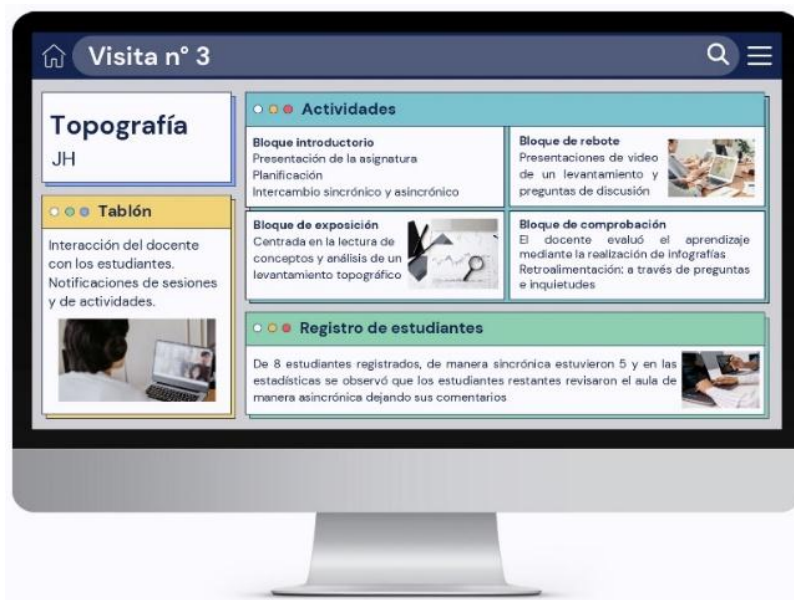 Visita n° 3
Topografía
JH
Tablón
Interacción del docente
con los estudiantes.
Notificaciones de sesiones
y de actividades.
Actividades
Bloque introductorio
Presentación de la asignatura
Planificación
Intercambio sincrónico y asincrónico
Bloque de rebote
Presentaciones de video
de un levantamiento y
preguntas de discusión
Bloque de exposición
Centrada en la lectura de
conceptos y análisis de un
levantamiento topográfico
Bloque de comprobación
El docente evaluó el aprendizaje
mediante la realización de infografías
Retroalimentación: a través de preguntas
e inquietudes
Registro de estudiantes
De 8 estudiantes registrados, de manera sincrónica estuvieron 5 y en las
estadísticas se observó que los estudiantes restantes revisaron el aula de
manera asincrónica dejando sus comentarios